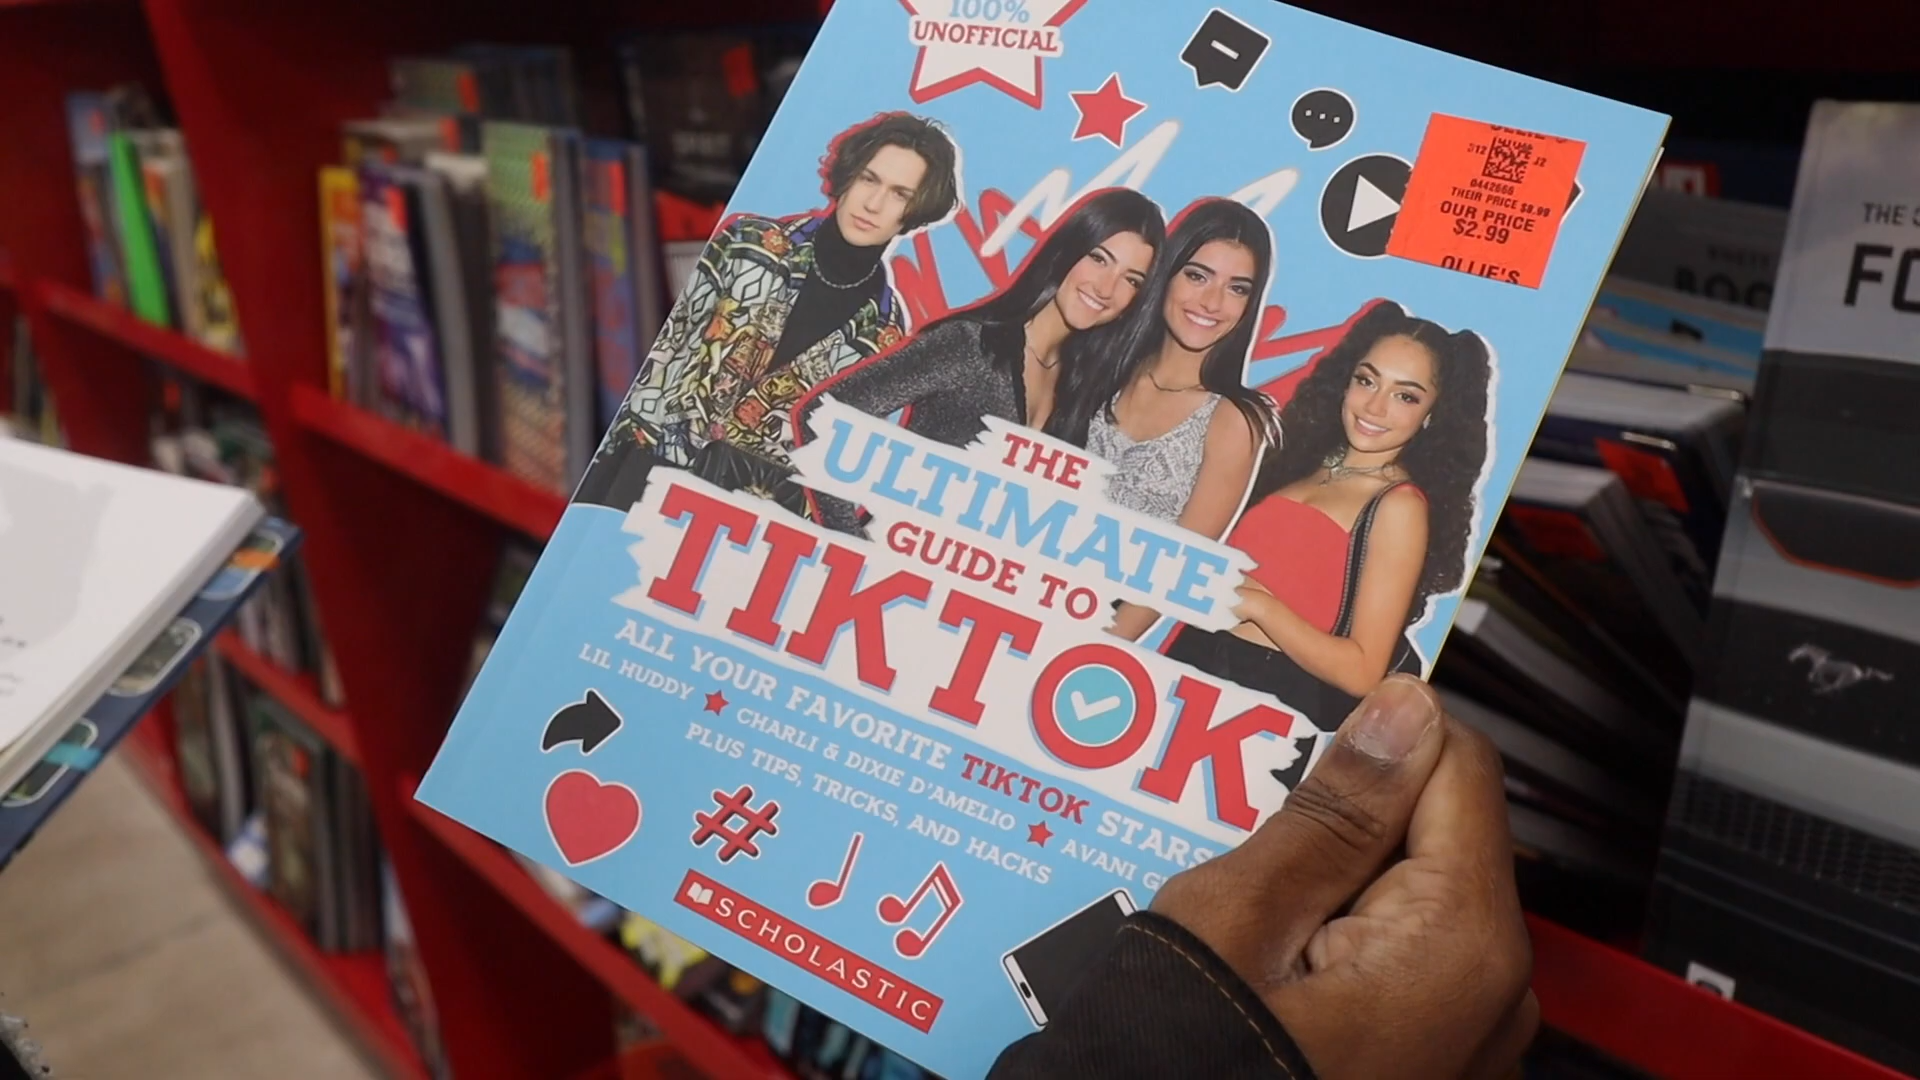 100%
UNOFFICIAL
THEIR PRICE $8.99
OUR PRICE
$2.99
OLLIE'S
THE
ULTIMATE
GUIDE TO
TIKTOK
ALL YOUR FAVORITE TIKTOK STARS
LIL HUDDY ★ CHARLI & DIXIE D'AMELIO ★ AVANI G
PLUS TIPS, TRICKS, AND HACKS
#
SCHOLASTIC
THE
FO